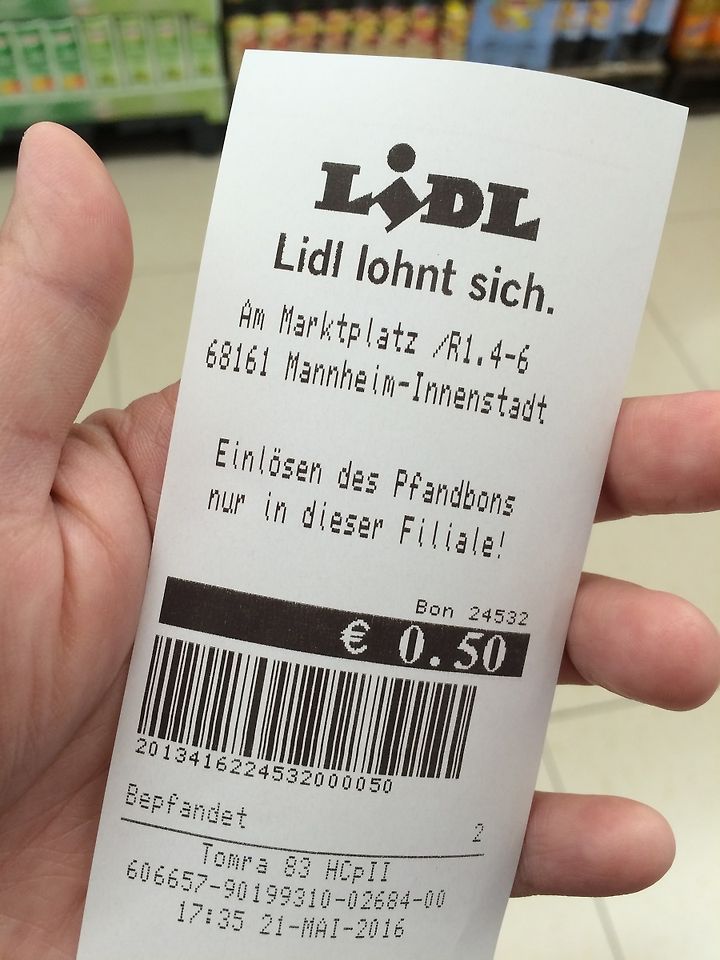 LiDL
Lidl lohnt sich.
Am Marktplatz /R1.4-6
68161 Mannheim-Innenstadt
Einlösen des Pfandbons
nur in dieser Filiale!
Bon 24532
€ 0.50
2013416224532000050
Bepfandet 2
Tomra 83 HCpII
606657-90199310-02684-00
17:35 21-MAI-2016